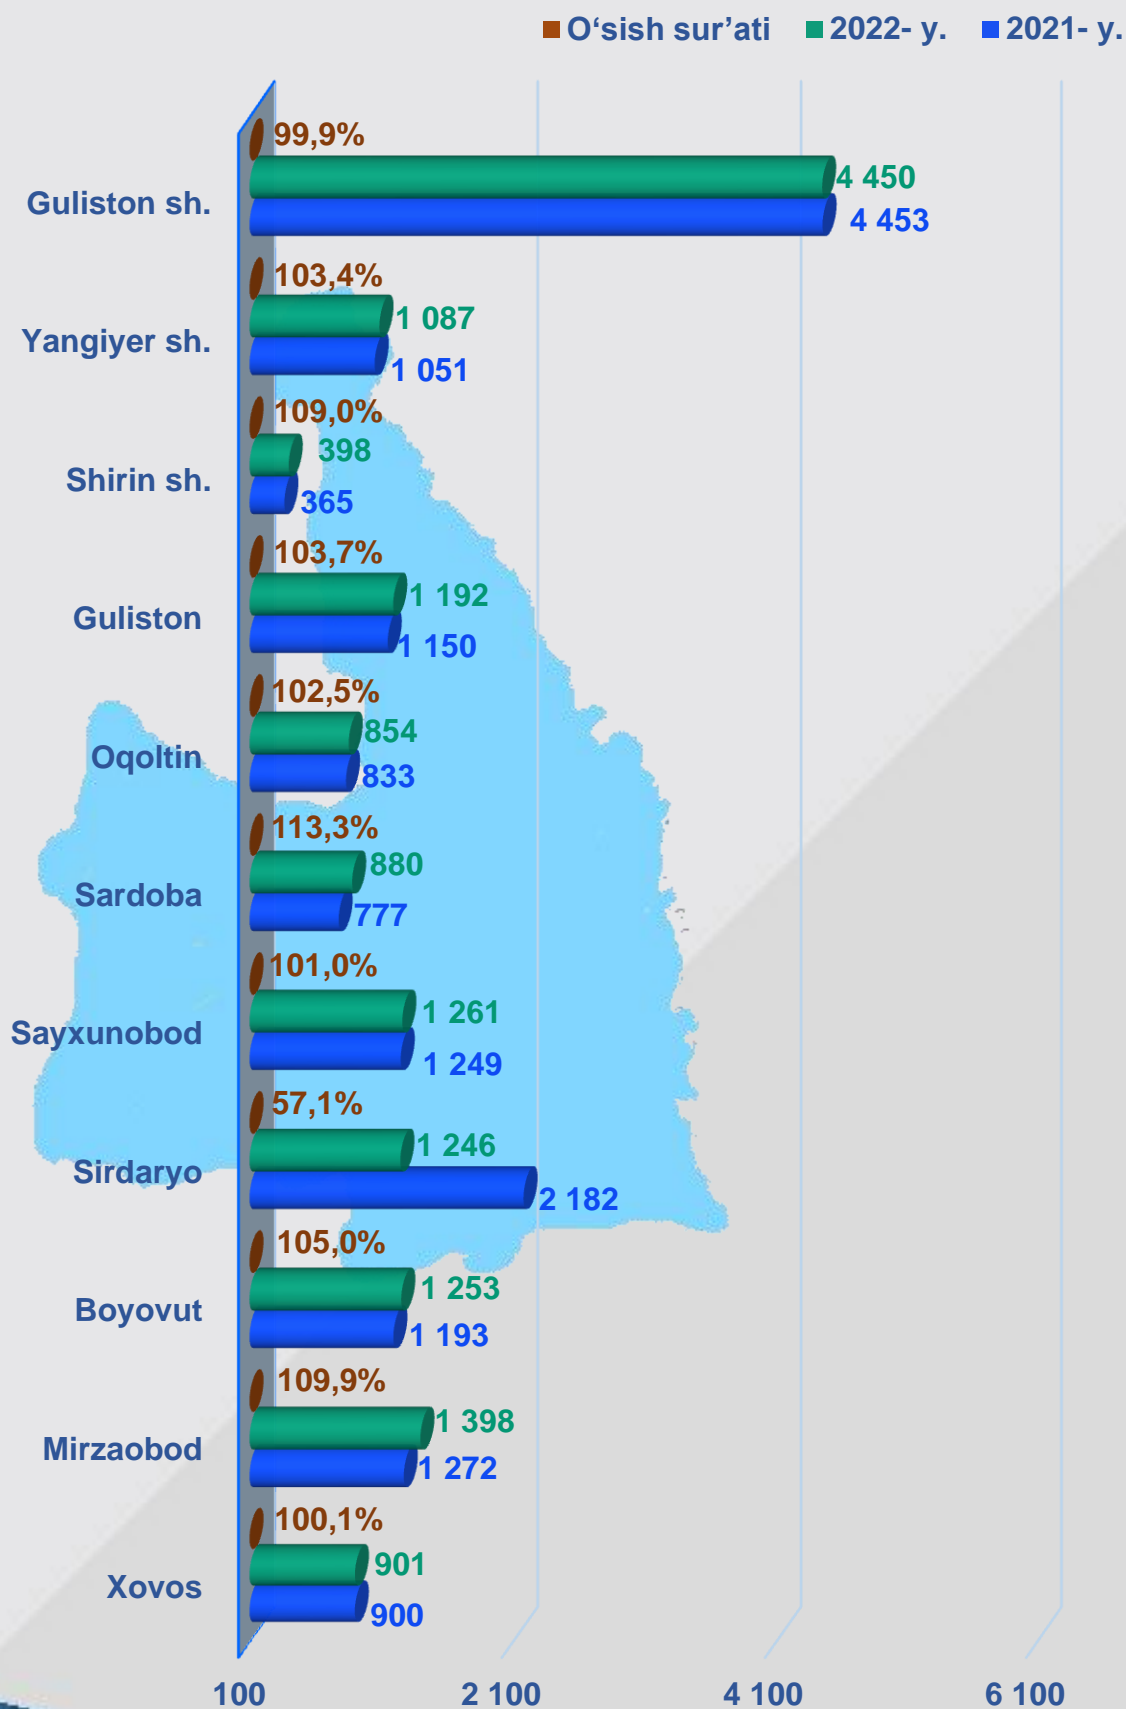 O‘sish sur’ati 2022- y. 2021- y.
99,9%
4 450
Guliston sh.
4 453
103,4%
1 087
Yangiyer sh.
1 051
109,0%
398
Shirin sh.
365
103,7%
1 192
Guliston
1 150
102,5%
854
Oqoltin
833
113,3%
880
Sardoba
777
101,0%
1 261
Sayxunobod
1 249
57,1%
1 246
Sirdaryo
2 182
105,0%
1 253
Boyovut
1 193
109,9%
1 398
Mirzaobod
1 272
100,1%
901
Xovos
900
100 2 100 4 100 6 100